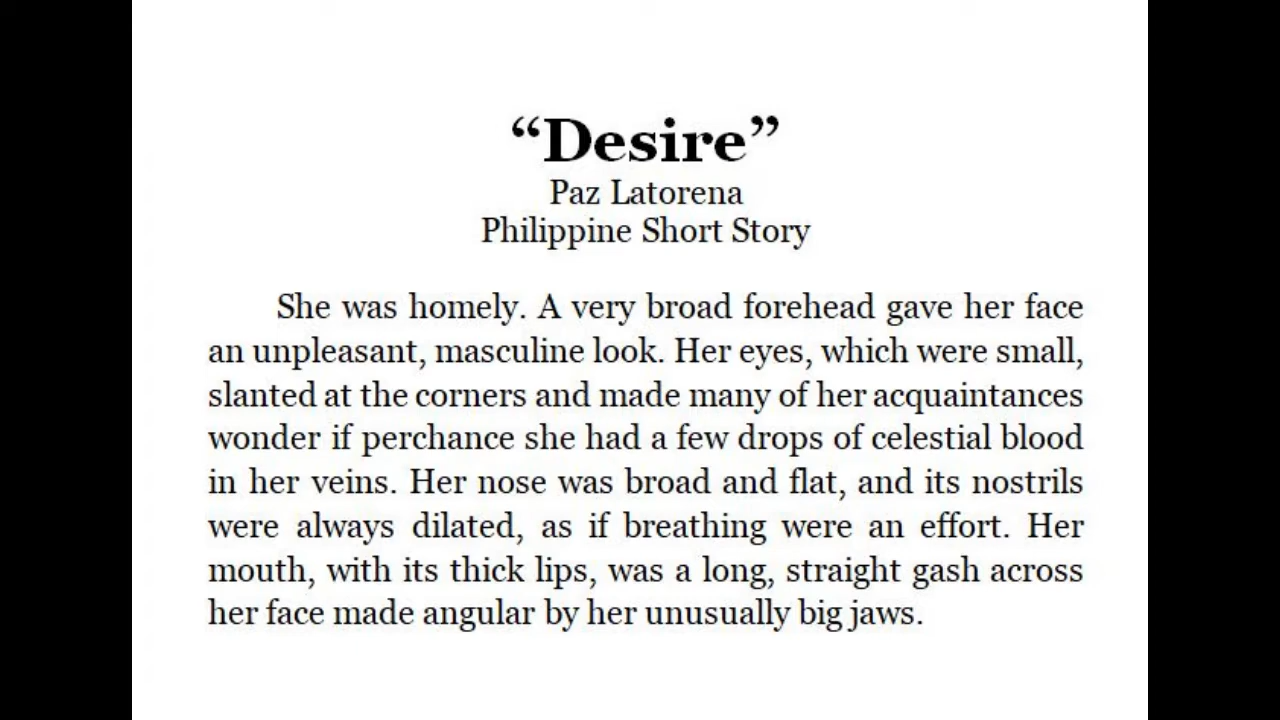 “Desire”
Paz Latorena
Philippine Short Story
She was homely. A very broad forehead gave her face
an unpleasant, masculine look. Her eyes, which were small,
slanted at the corners and made many of her acquaintances
wonder if perchance she had a few drops of celestial blood
in her veins. Her nose was broad and flat, and its nostrils
were always dilated, as if breathing were an effort. Her
mouth, with its thick lips, was a long, straight gash across
her face made angular by her unusually big jaws.